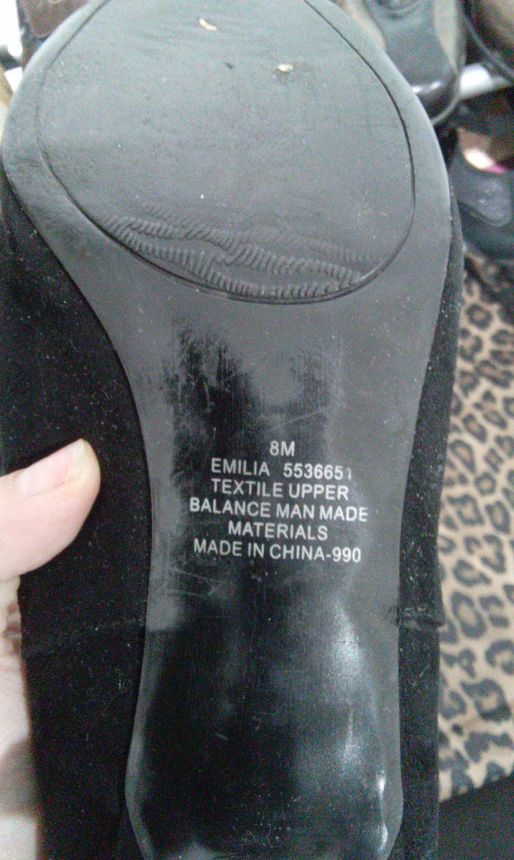 8M
EMILIA 5536651
TEXTILE UPPER
BALANCE MAN MADE
MATERIALS
MADE IN CHINA-990